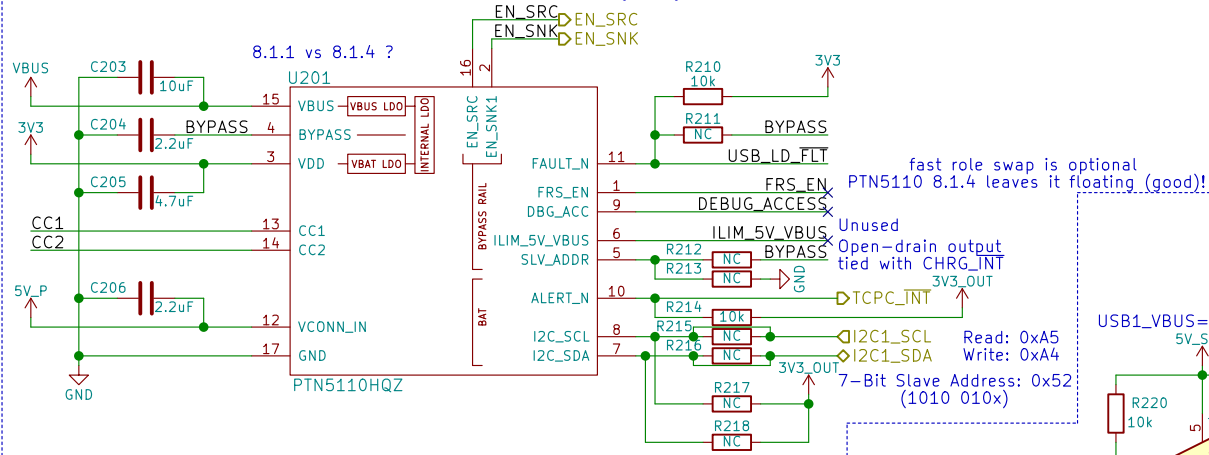 EN_SRC
EN_SRC
EN_SNK
EN_SNK
8.1.1 vs 8.1.4 ?
VBUS
C203
10uF
U201
16
2
R210
10k
3V3
15
VBUS
VBUS LDO
INTERNAL LDO
EN_SRC
EN_SNK1
3V3
C204
2.2uF
BYPASS
4
BYPASS
R211
NC
BYPASS
3
VDD
VBAT LDO
FAULT_N
11
USB_LD_FLT
fast role swap is optional
PTN5110 8.1.4 leaves it floating (good)!
C205
4.7uF
BYPASS RAIL
FRS_EN
1
FRS_EN
DBG_ACC
9
DEBUG_ACCESS
CC1
13
CC1
Unused
CC2
14
CC2
ILIM_5V_VBUS
6
ILIM_5V_VBUS
Open-drain output
tied with CHRG_INT
SLV_ADDR
5
R212
NC
BYPASS
R213
NC
GND
3V3_OUT
5V_P
C206
2.2uF
BAT
ALERT_N
10
TCPC_INT
R214
10k
12
VCONN_IN
I2C_SCL
8
R215
NC
I2C1_SCL
Read: 0xA5
USB1_VBUS=
5V_S
17
GND
I2C_SDA
7
R216
NC
I2C1_SDA
Write: 0xA4
3V3_OUT
GND
PTN5110HQZ
7-Bit Slave Address: 0x52
(1010 010x)
R217
NC
R218
NC
R220
10k
5